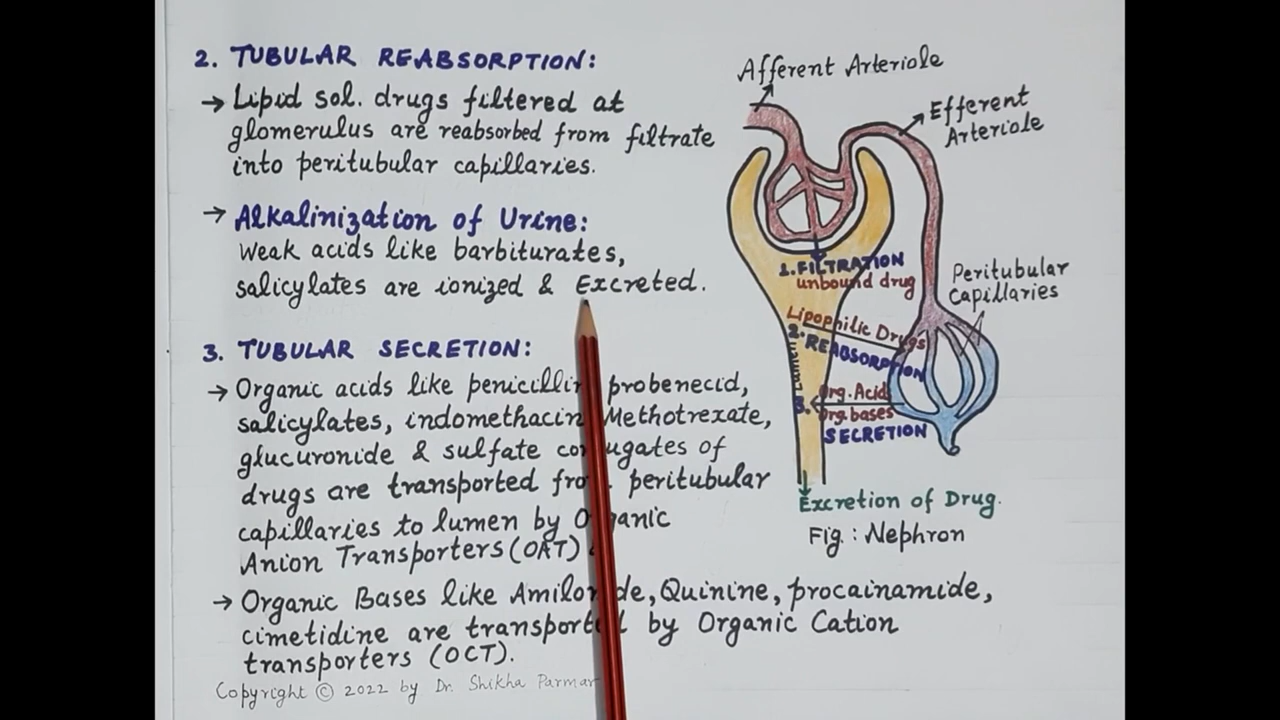 2. TUBULAR REABSORPTION:
→ Lipid sol. drugs filtered at
glomerulus are reabsorbed from filtrate
into peritubular capillaries.
→ Alkalinization of Urine:
Weak acids like barbiturates,
salicylates are ionized & Excreted.
3. TUBULAR SECRETION:
→ Organic acids like penicillin probenecid,
salicylates, indomethacin Methotrexate,
glucuronide & sulfate of
drugs are transported peritubular
capillaries to lumen by
Anion Transporters (OAT)
→ Organic Bases like Quinine, procainamide,
cimetidine are by Organic Cation
transporters (OCT).
Copyright © 2022 by Dr. Shikha Parmar
Afferent Arteriole
Efferent
Arteriole
1. FILTRATION
unbound drug
Peritubular
capillaries
Lipophilic Drugs
2. REABSORPTION
Lumen
3. Org. Acids
Org. bases
SECRETION
Excretion of Drug.
Fig : Nephron